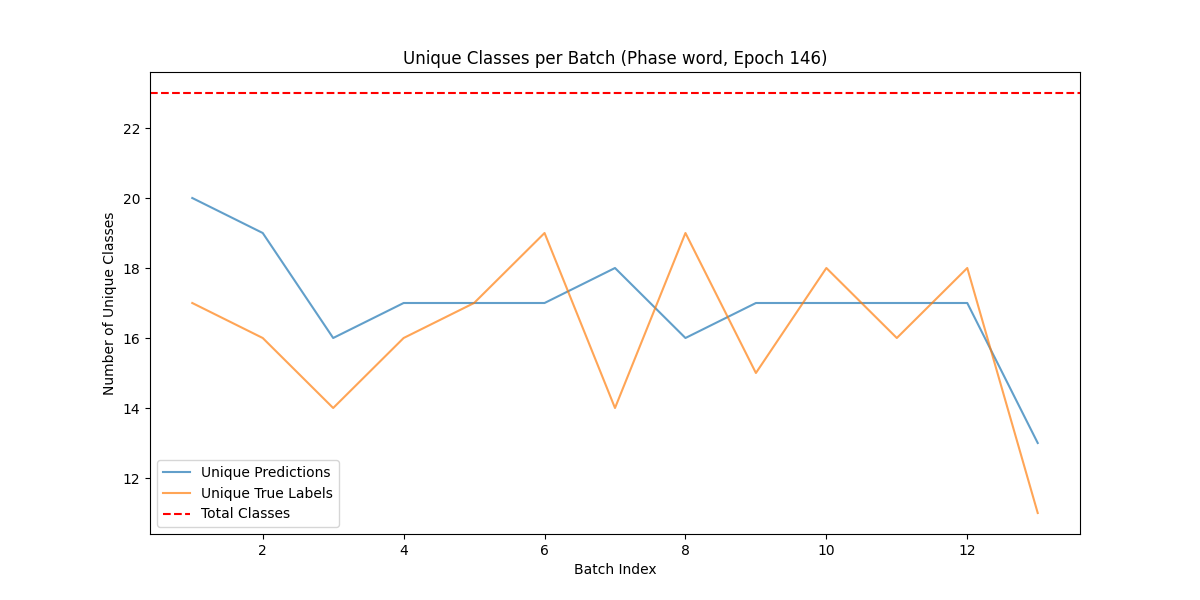 Unique Classes per Batch (Phase word, Epoch 146)
Number of Unique Classes
22
20
18
16
14
12
Unique Predictions
Unique True Labels
Total Classes
2
4
6
8
10
12
Batch Index